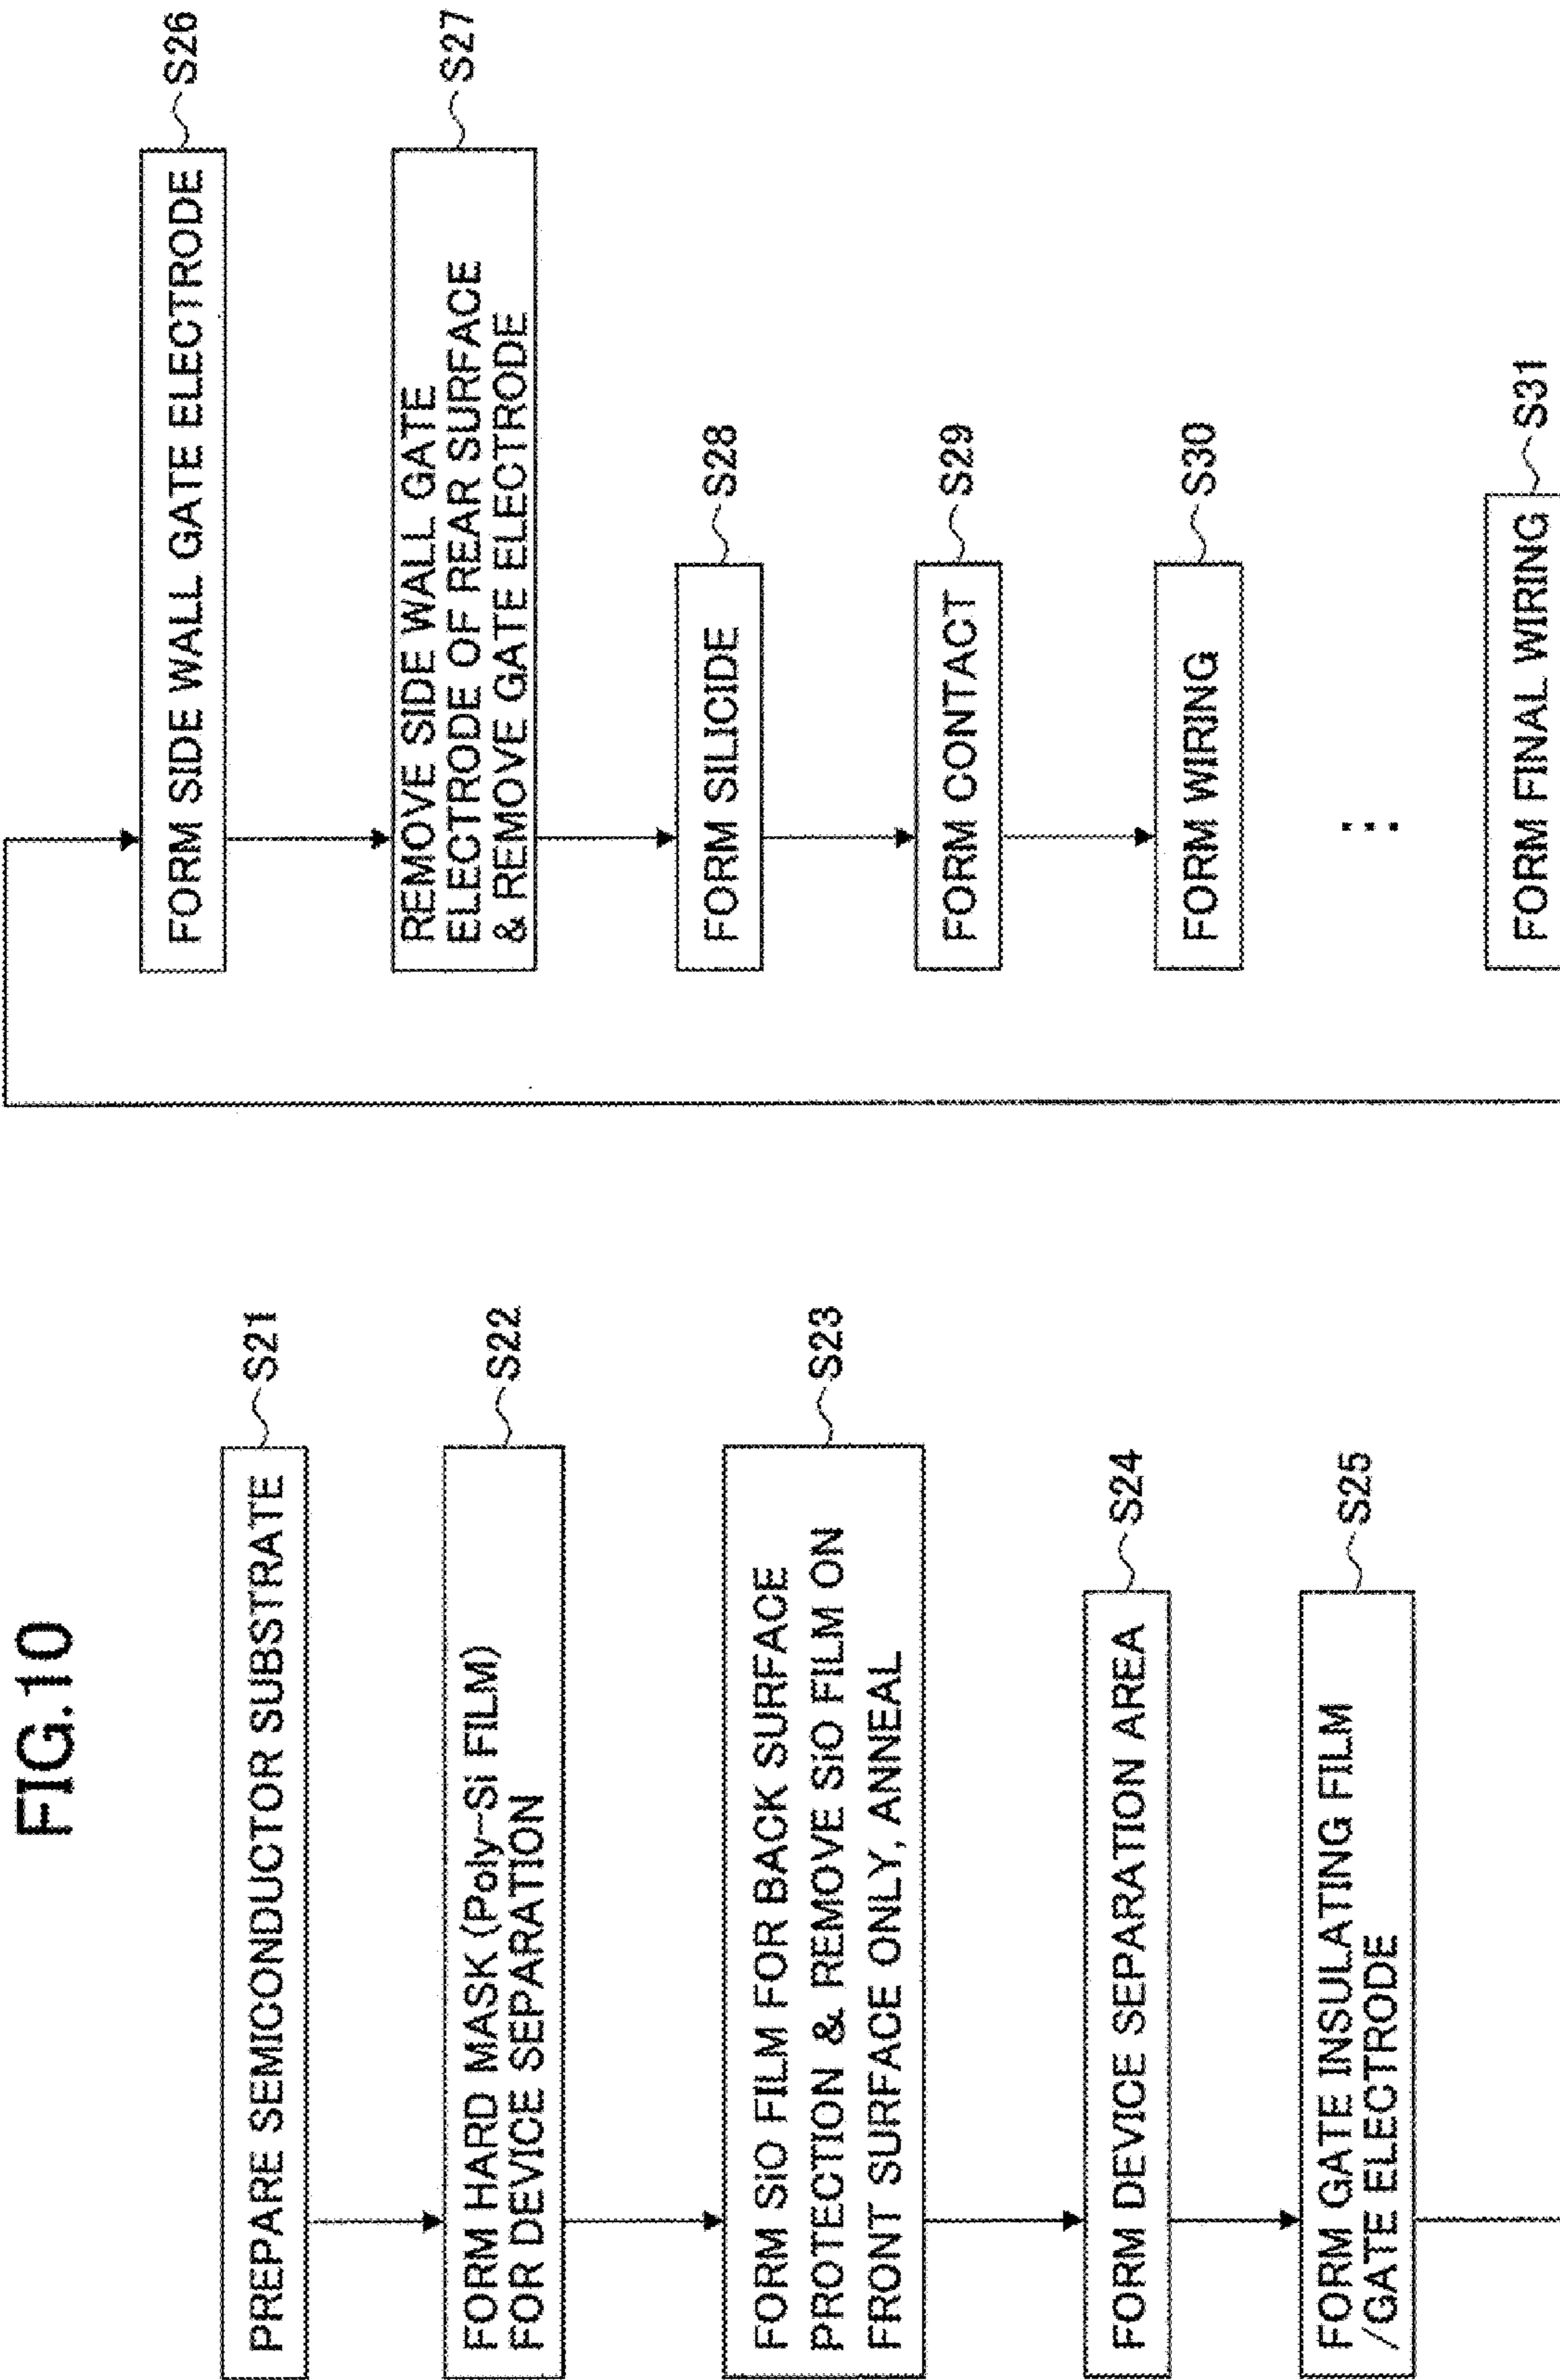 FIG.10
PREPARE SEMICONDUCTOR SUBSTRATE
S21
FORM HARD MASK (Poly-Si FILM)
FOR DEVICE SEPARATION
S22
FORM SiO FILM FOR BACK SURFACE
PROTECTION & REMOVE SiO FILM ON
FRONT SURFACE ONLY, ANNEAL
S23
FORM DEVICE SEPARATION AREA
S24
FORM GATE INSULATING FILM
/GATE ELECTRODE
S25
FORM SIDE WALL GATE ELECTRODE
S26
REMOVE SIDE WALL GATE
ELECTRODE OF REAR SURFACE
& REMOVE GATE ELECTRODE
S27
FORM SILICIDE
S28
FORM CONTACT
S29
FORM WIRING
S30
...
FORM FINAL WIRING
S31